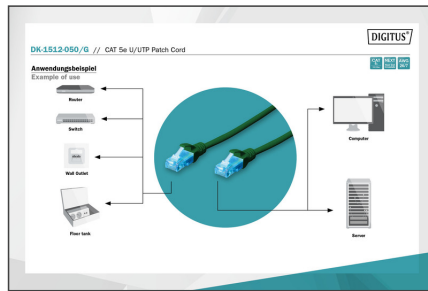 DIGITUS®
DK-1512-050/G // CAT 5e U/UTP Patch Cord
Anwendungsbeispiel
Example of use
Router
Switch
Wall Outlet
Floor tank
Computer
Server